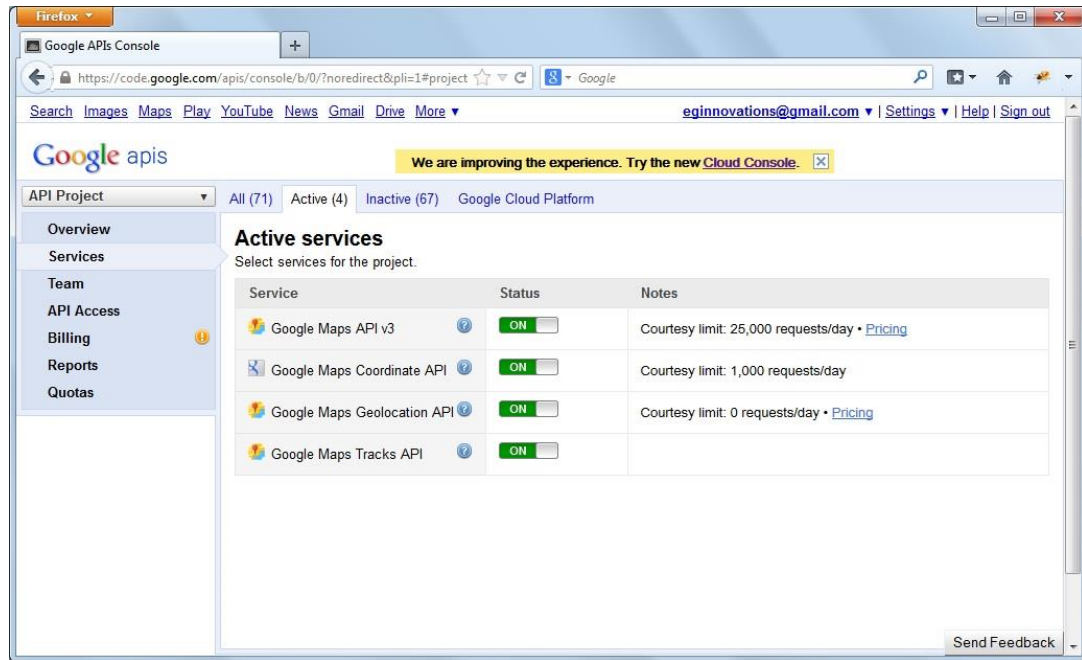 Firefox
Google APIs Console
https://code.google.com/apis/console/b/0/?noredirect&pli=1#project
Google
Search Images Maps Play YouTube News Gmail Drive More ▼
eginnovations@gmail.com ▼ | Settings ▼ | Help | Sign out
Google apis
We are improving the experience. Try the new Cloud Console.
API Project
All (71) Active (4) Inactive (67) Google Cloud Platform
Overview
Services
Team
API Access
Billing
Reports
Quotas
Active services
Select services for the project.
Service Status Notes
Google Maps API v3 ON Courtesy limit: 25,000 requests/day • Pricing
Google Maps Coordinate API ON Courtesy limit: 1,000 requests/day
Google Maps Geolocation API ON Courtesy limit: 0 requests/day • Pricing
Google Maps Tracks API ON
Send Feedback